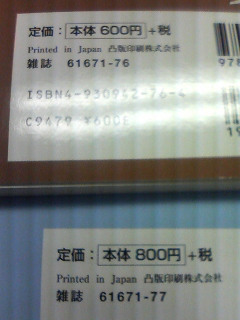 定価：本体 600円＋税
Printed in Japan 凸版印刷株式会社
雑誌 61671-76
ISBN4-930942-26-4
C9479 ¥600E
定価：本体 800円＋税
Printed in Japan 凸版印刷株式会社
雑誌 61671-77